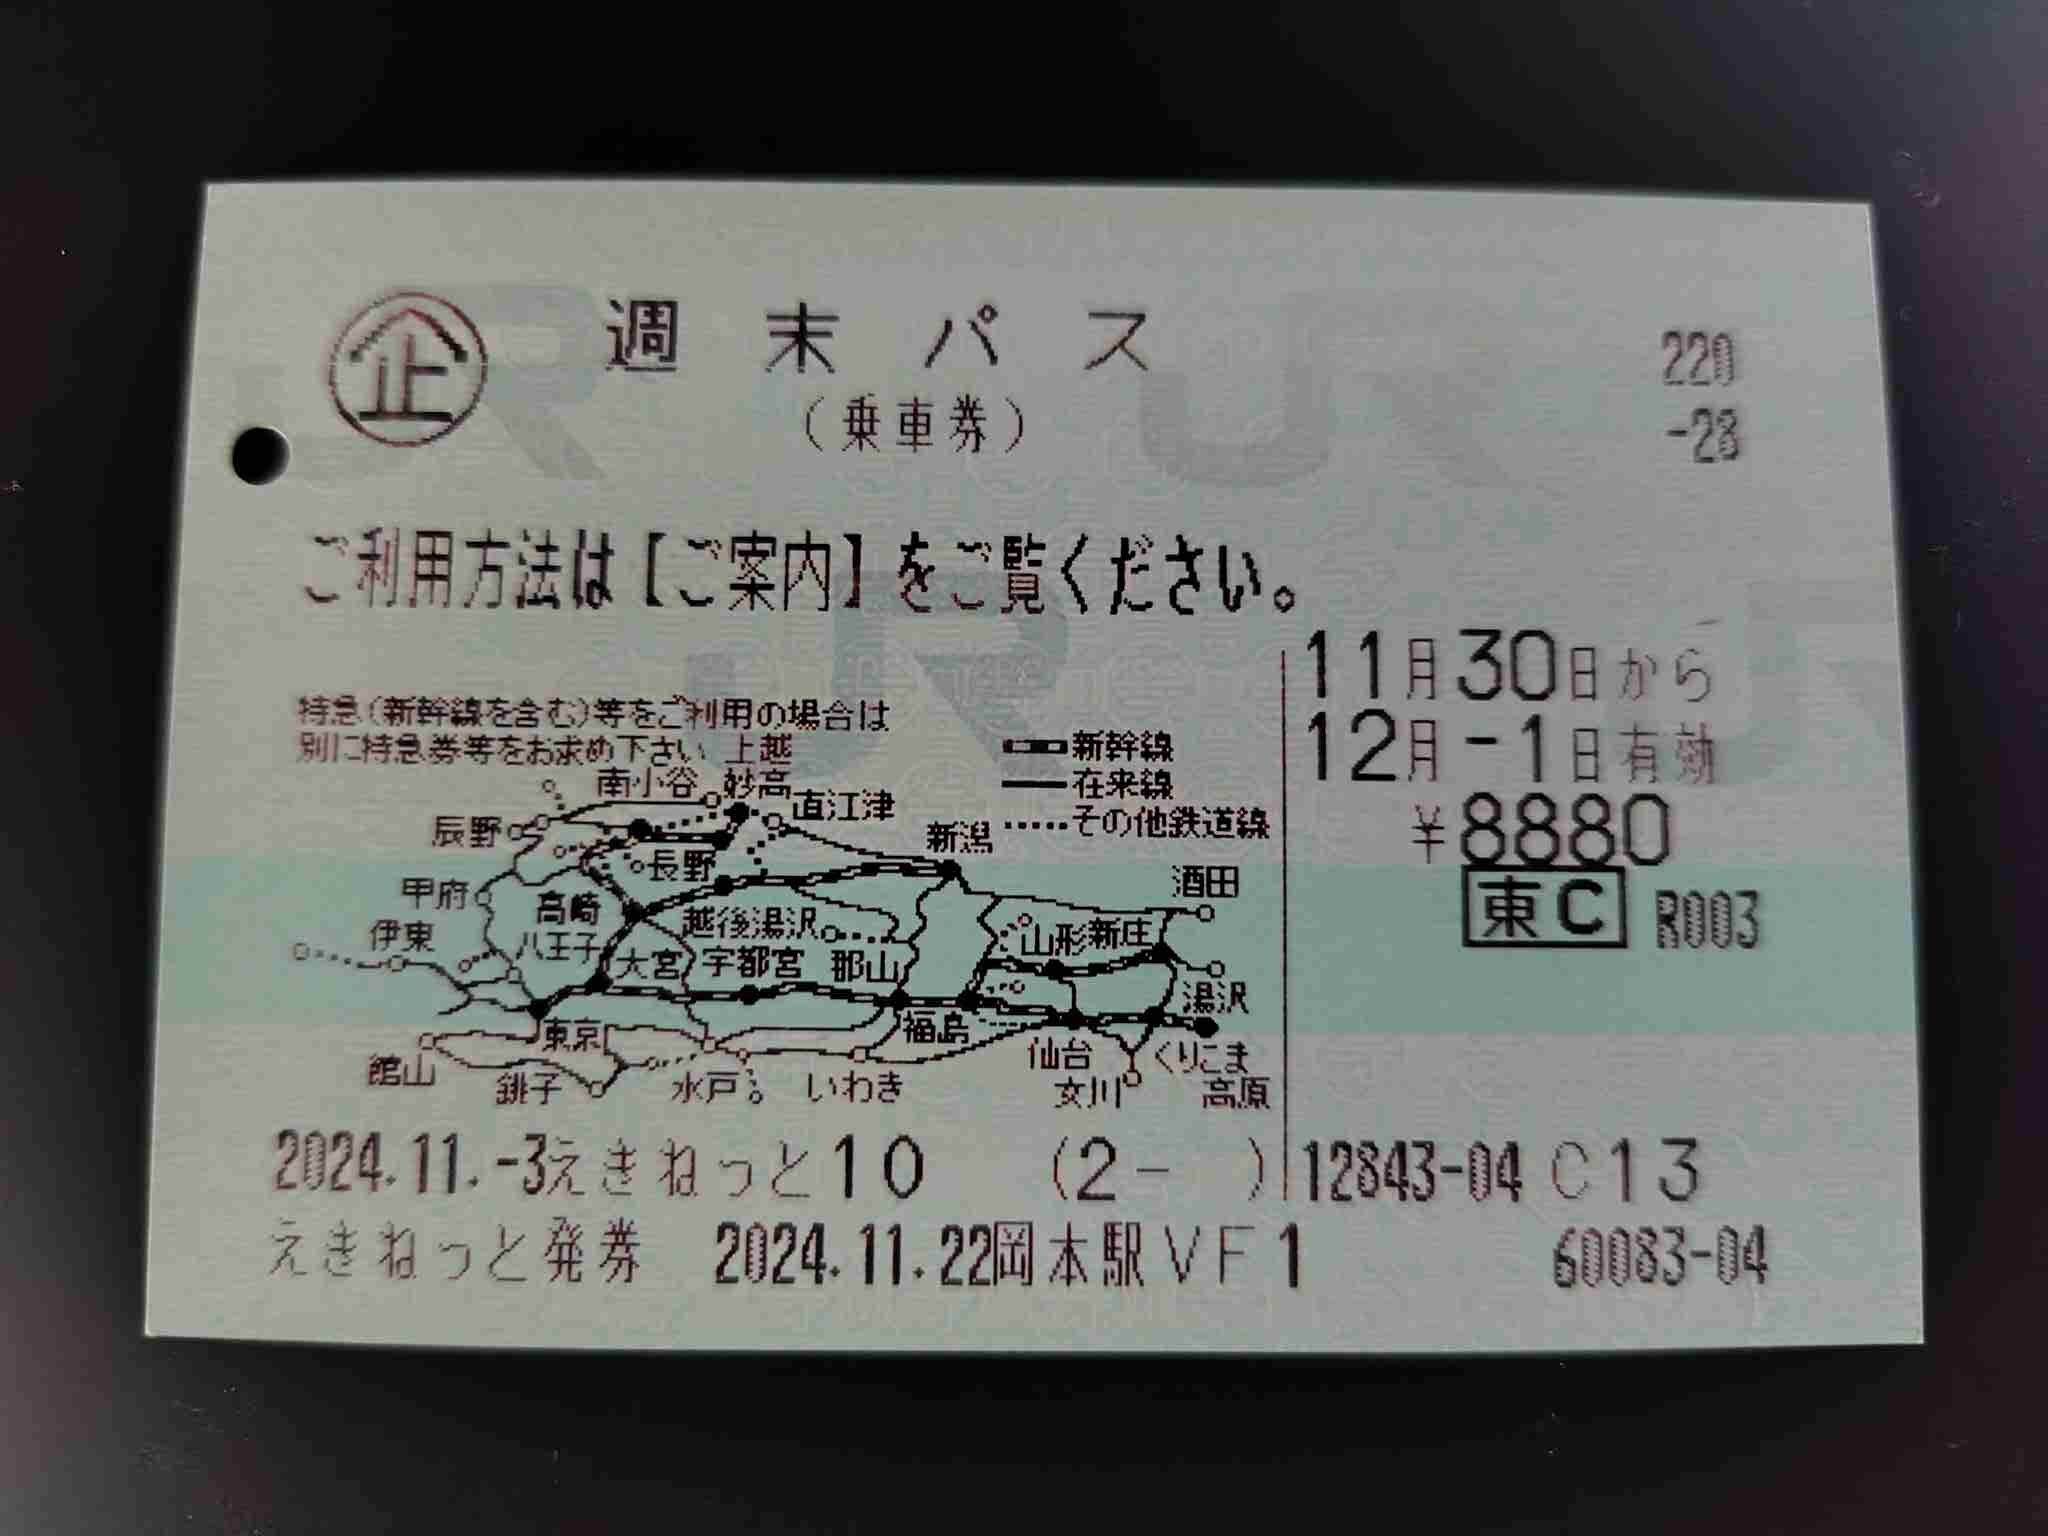 企 週末パス
(乗車券)
220
-23
ご利用方法は【ご案内】をご覧ください。
11月30日から
12月-1日有効
¥8880
東C R003
特急(新幹線を含む)等をご利用の場合は
別に特急券等をお求め下さい
新幹線
在来線
その他鉄道線
上越
妙高
南小谷
直江津
辰野
長野
新潟
酒田
甲府
高崎
越後湯沢
山形
新庄
伊東
八王子
大宮
宇都宮
郡山
湯沢
東京
福島
仙台
くりこま
高原
館山
銚子
水戸
いわき
女川
2024.11.-3えきねっと10 (2- ) 12843-04 C13
えきねっと発券 2024.11.22岡本駅VF1 60083-04
JR
JR
JR